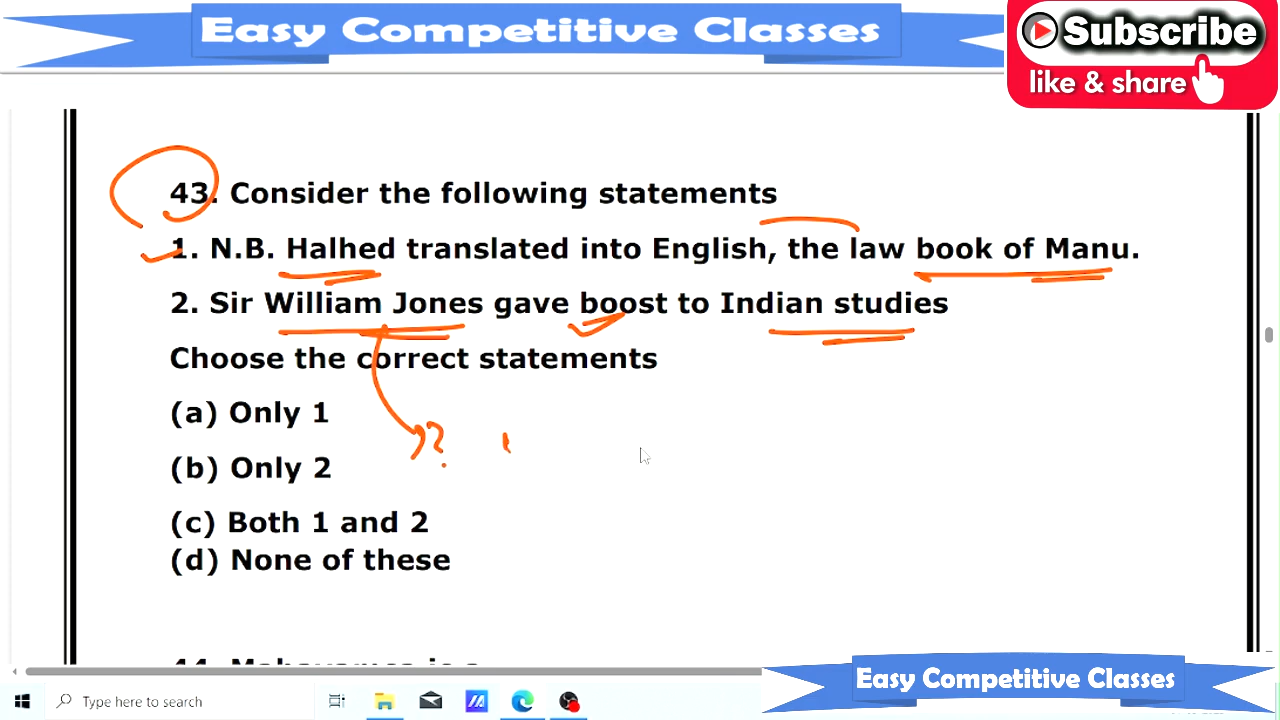 Easy Competitive Classes
Subscribe
like & share
43. Consider the following statements
1. N.B. Halhed translated into English, the law book of Manu.
2. Sir William Jones gave boost to Indian studies
Choose the correct statements
(a) Only 1
??
(b) Only 2
(c) Both 1 and 2
(d) None of these
Easy Competitive Classes
Type here to search